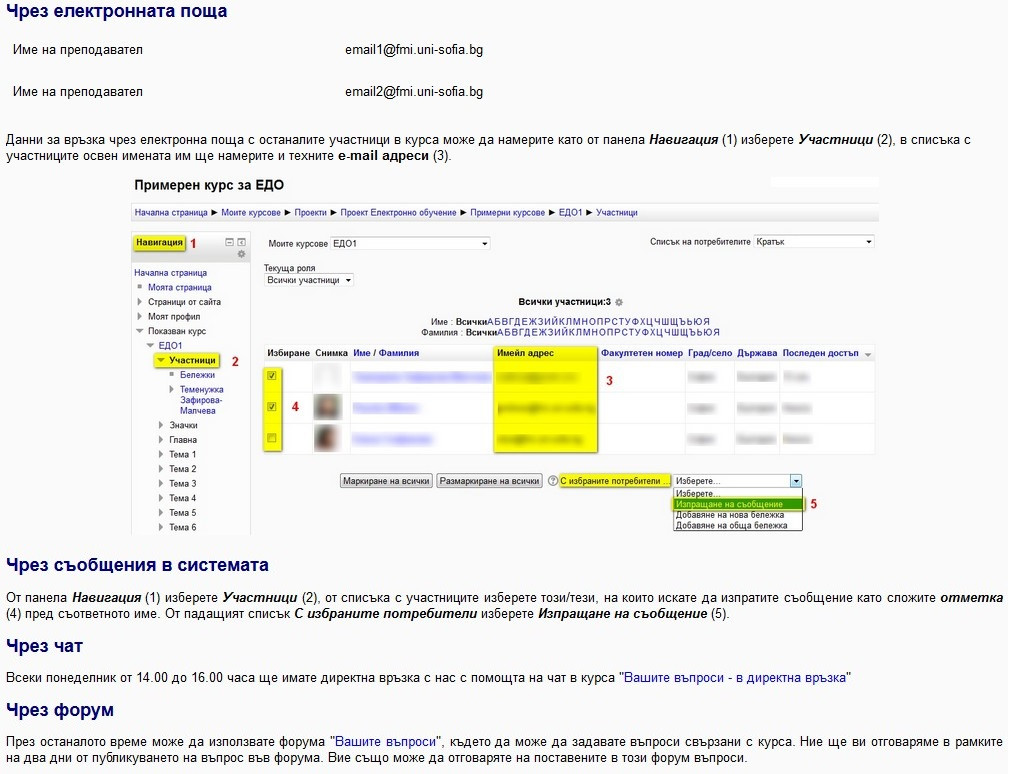 Чрез електронната поща
Име на преподавател email1@fmi.uni-sofia.bg
Име на преподавател email2@fmi.uni-sofia.bg
Данни за връзка чрез електронна поща с останалите участници в курса може да намерите като от панела Навигация (1) изберете Участници (2), в списъка с
участниците освен имената им ще намерите и техните e-mail адреси (3).
Примерен курс за ЕДО
Начална страница ► Моите курсове ► Проекти ► Проект Електронно обучение ► Примерни курсове ► ЕДО1 ► Участници
Навигация 1
Начална страница
Моята страница
Страници от сайта
Моят профил
Показван курс
ЕДО1
Участници 2
Бележки
Теменужка
Зафирова-
Малчева
Значки
Главна
Тема 1
Тема 2
Тема 3
Тема 4
Тема 5
Тема 6
Моите курсове ЕДО1 Списък на потребителите Кратък
Текуща роля
Всички участници
Всички участници:3
Име : ВсичкиАБВГДЕЖЗИЙКЛМНОПРСТУФХЦЧШЩЪЬЮЯ
Фамилия : ВсичкиАБВГДЕЖЗИЙКЛМНОПРСТУФХЦЧШЩЪЬЮЯ
Избиране Снимка Име / Фамилия Имейл адрес Факултетен номер Град/село Държава Последен достъп
3
4
Маркиране на всички Размаркиране на всички С избраните потребители ... Изберете...
Изберете...
Изпращане на съобщение 5
Добавяне на нова бележка
Добавяне на обща бележка
Чрез съобщения в системата
От панела Навигация (1) изберете Участници (2), от списъка с участниците изберете този/тези, на които искате да изпратите съобщение като сложите отметка
(4) пред съответното име. От падащият списък С избраните потребители изберете Изпращане на съобщение (5).
Чрез чат
Всеки понеделник от 14.00 до 16.00 часа ще имате директна връзка с нас с помощта на чат в курса "Вашите въпроси - в директна връзка"
Чрез форум
През останалото време може да използвате форума "Вашите въпроси", където да може да задавате въпроси свързани с курса. Ние ще ви отговаряме в рамките
на два дни от публикуването на въпрос във форума. Вие също може да отговаряте на поставените в този форум въпроси.